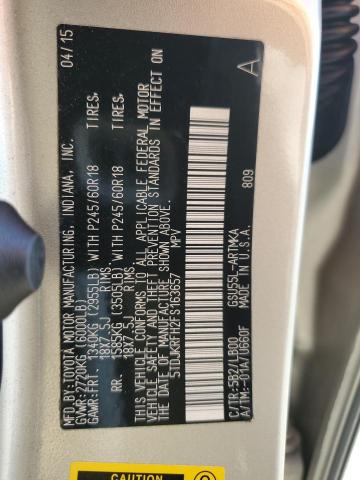 MFD. BY:
TOYOTA MOTOR MANUFACTURING, INDIANA, INC. 04/15
GVWR:2720KG (6000LB)
GAWR:FRT. 1340KG (2955LB) WITH P245/60R18 TIRES,
18X7.5J RIMS
RR. 1585KG (3505LB) WITH P245/60R18 TIRES,
18X7.5J RIMS
THIS VEHICLE CONFORMS TO ALL APPLICABLE FEDERAL MOTOR
VEHICLE SAFETY AND THEFT PREVENTION STANDARDS IN EFFECT ON
THE DATE OF MANUFACTURE SHOWN ABOVE.
5TDJKRFH2FS163657 MPV
A
809
C/TR:5B2/LB00 GSU55L-ARTMKA
A/TM:-01A/U660F MADE IN U.S.A.
CAUTION